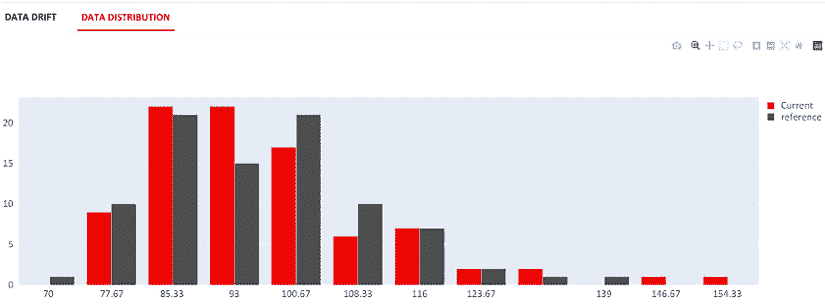 DATA DRIFT DATA DISTRIBUTION
Current
reference
20
15
10
5
0
70 77.67 85.33 93 100.67 108.33 116 123.67 139 146.67 154.33